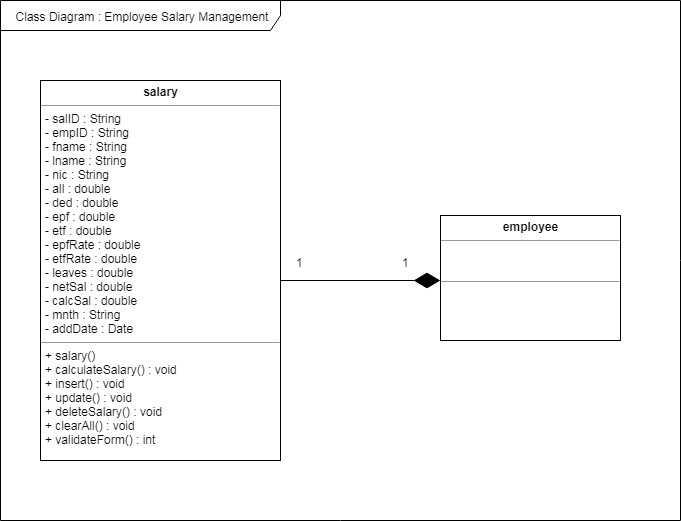 Class Diagram : Employee Salary Management
salary
- salID : String
- empID : String
- fname : String
- lname : String
- nic : String
- all : double
- ded : double
- epf : double
- etf : double
- epfRate : double
- etfRate : double
- leaves : double
- netSal : double
- calcSal : double
- mnth : String
- addDate : Date
+ salary()
+ calculateSalary() : void
+ insert() : void
+ update() : void
+ deleteSalary() : void
+ clearAll() : void
+ validateForm() : int
1
1
employee